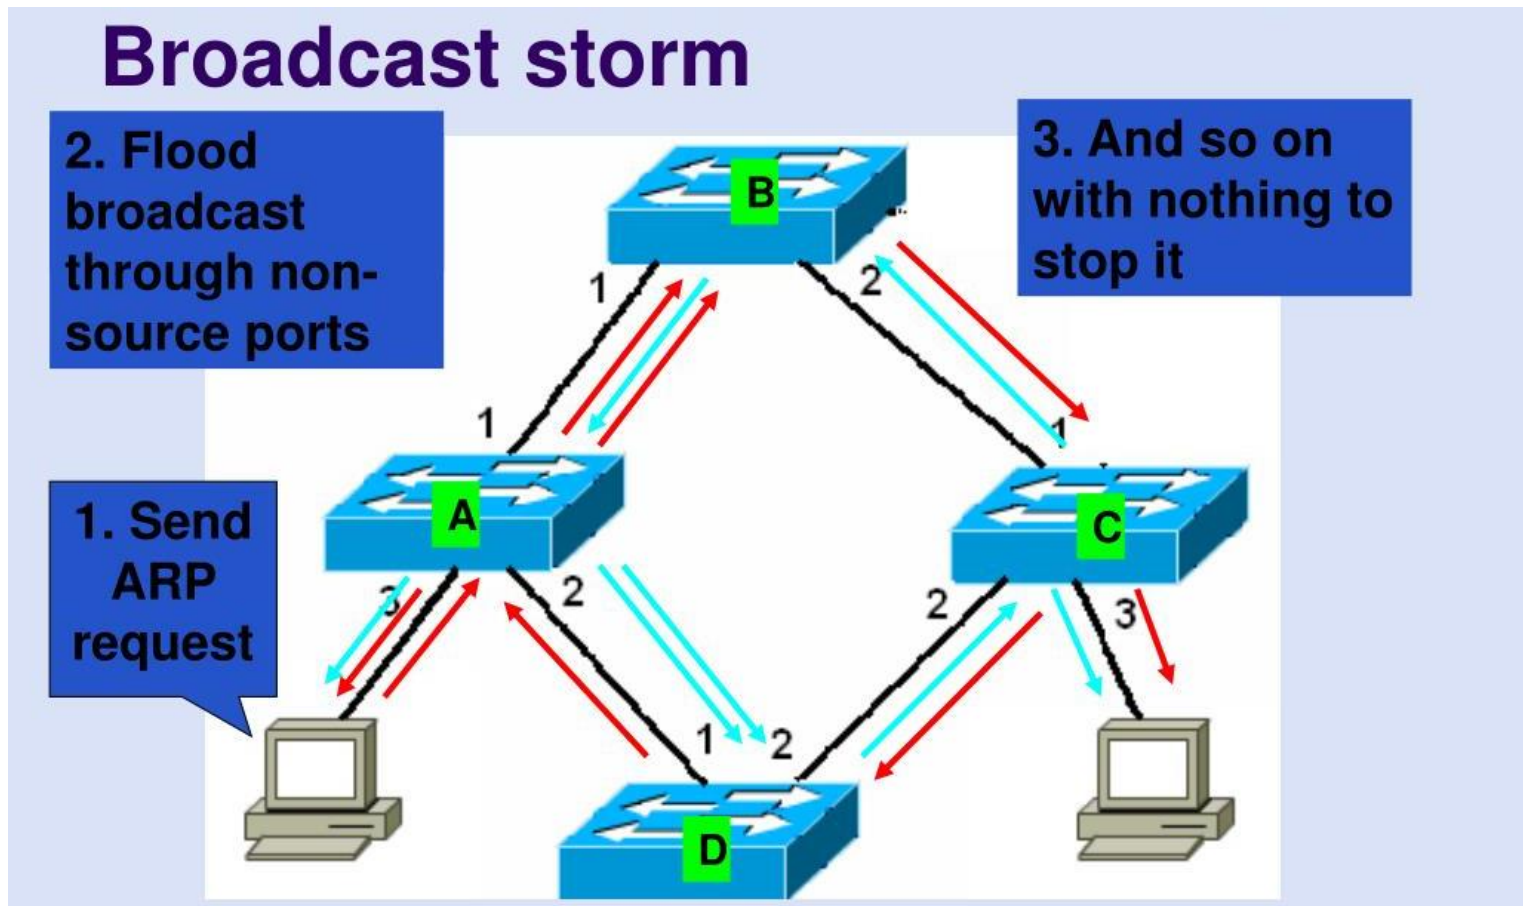 Broadcast storm
2. Flood
broadcast
through non-
source ports
3. And so on
with nothing to
stop it
B
1
2
1
1
1. Send
ARP
request
A
C
3
2
2
3
1
2
D